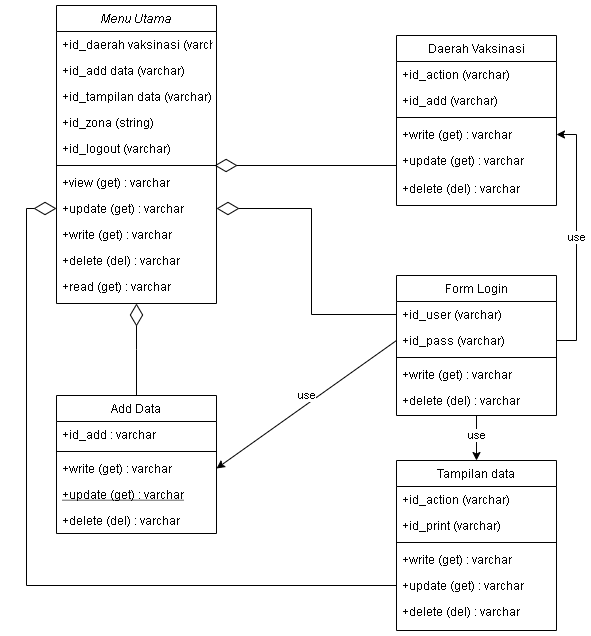 Menu Utama
+id_daerah vaksinasi (varch
+id_add data (varchar)
+id_tampilan data (varchar)
+id_zona (string)
+id_logout (varchar)
+view (get) : varchar
+update (get) : varchar
+write (get) : varchar
+delete (del) : varchar
+read (get) : varchar
Daerah Vaksinasi
+id_action (varchar)
+id_add (varchar)
+write (get) : varchar
+update (get) : varchar
+delete (del) : varchar
use
Form Login
+id_user (varchar)
+id_pass (varchar)
+write (get) : varchar
+delete (del) : varchar
use
use
Add Data
+id_add : varchar
+write (get) : varchar
+update (get) : varchar
+delete (del) : varchar
Tampilan data
+id_action (varchar)
+id_print (varchar)
+write (get) : varchar
+update (get) : varchar
+delete (del) : varchar